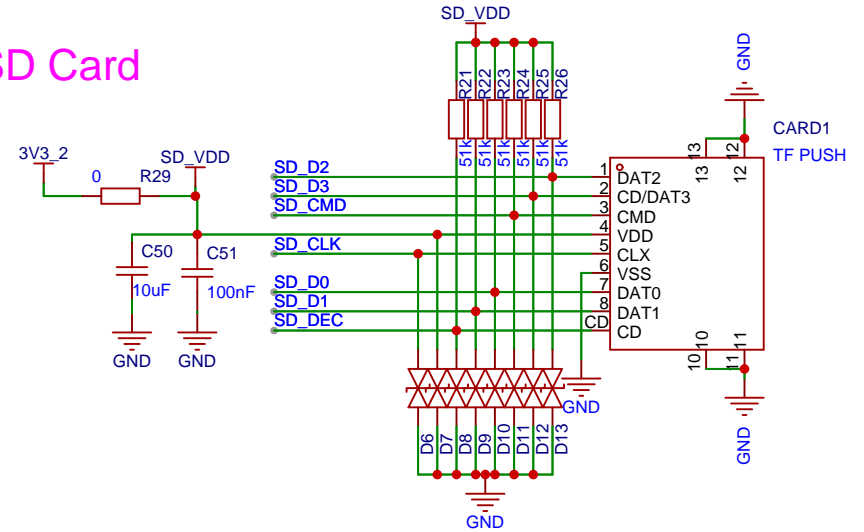 SD_VDD
SD Card
GND
R21
R22
R23
R24
R25
R26
51k
51k
51k
51k
51k
51k
CARD1
TF PUSH
3V3_2
SD_VDD
0
R29
13
12
13
12
SD_D2
1
DAT2
SD_D3
2
CD/DAT3
SD_CMD
3
CMD
4
VDD
SD_CLK
5
CLX
6
VSS
SD_D0
7
DAT0
SD_D1
8
DAT1
SD_DEC
CD
CD
C50
C51
10uF
100nF
GND
GND
10
11
10
11
GND
D6
D7
D8
D9
D10
D11
D12
D13
GND
GND